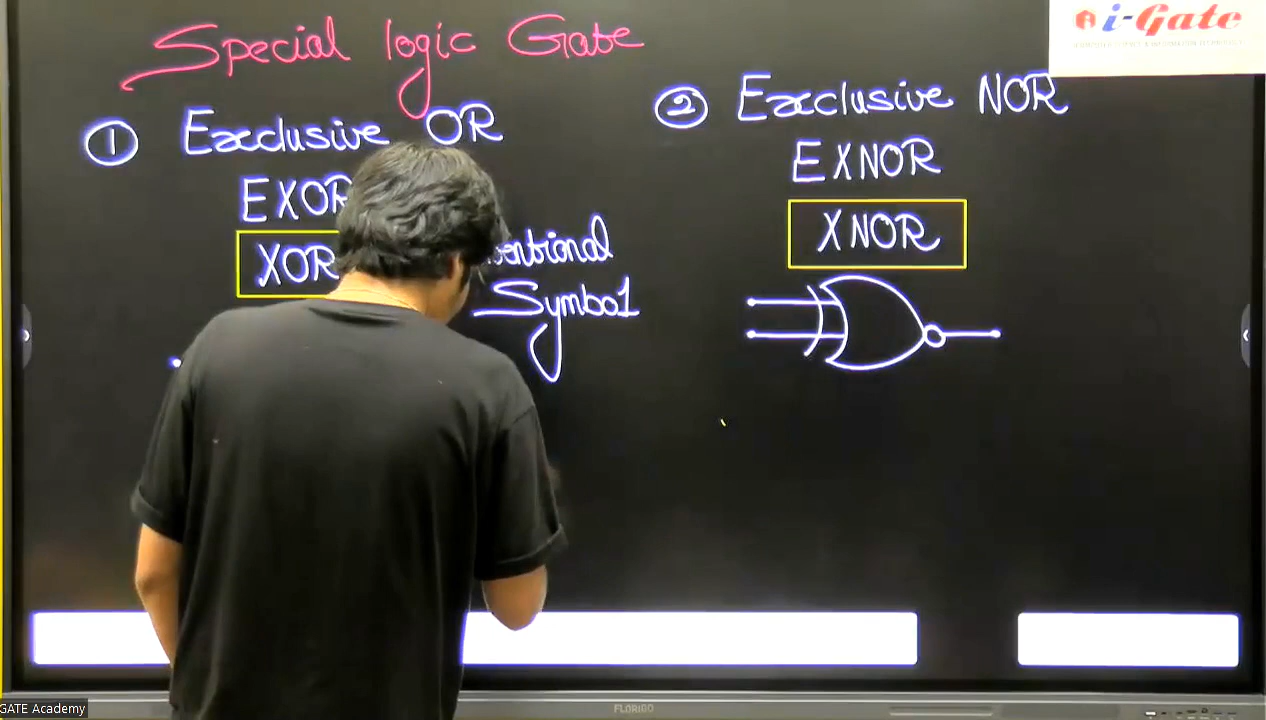 Special logic Gate
i-Gate
① Exclusive OR
EXOR
XOR
Symbol
② Exclusive NOR
EXNOR
XNOR
FLORIGO
GATE Academy